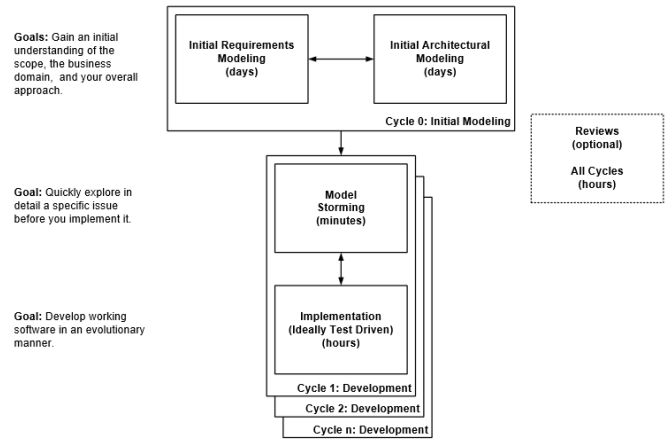 Goals: Gain an initial
understanding of the
scope, the business
domain, and your overall
approach.
Initial Requirements
Modeling
(days)
Initial Architectural
Modeling
(days)
Cycle 0: Initial Modeling
Reviews
(optional)
All Cycles
(hours)
Goal: Quickly explore in
detail a specific issue
before you implement it.
Model
Storming
(minutes)
Goal: Develop working
software in an evolutionary
manner.
Implementation
(Ideally Test Driven)
(hours)
Cycle 1: Development
Cycle 2: Development
Cycle n: Development